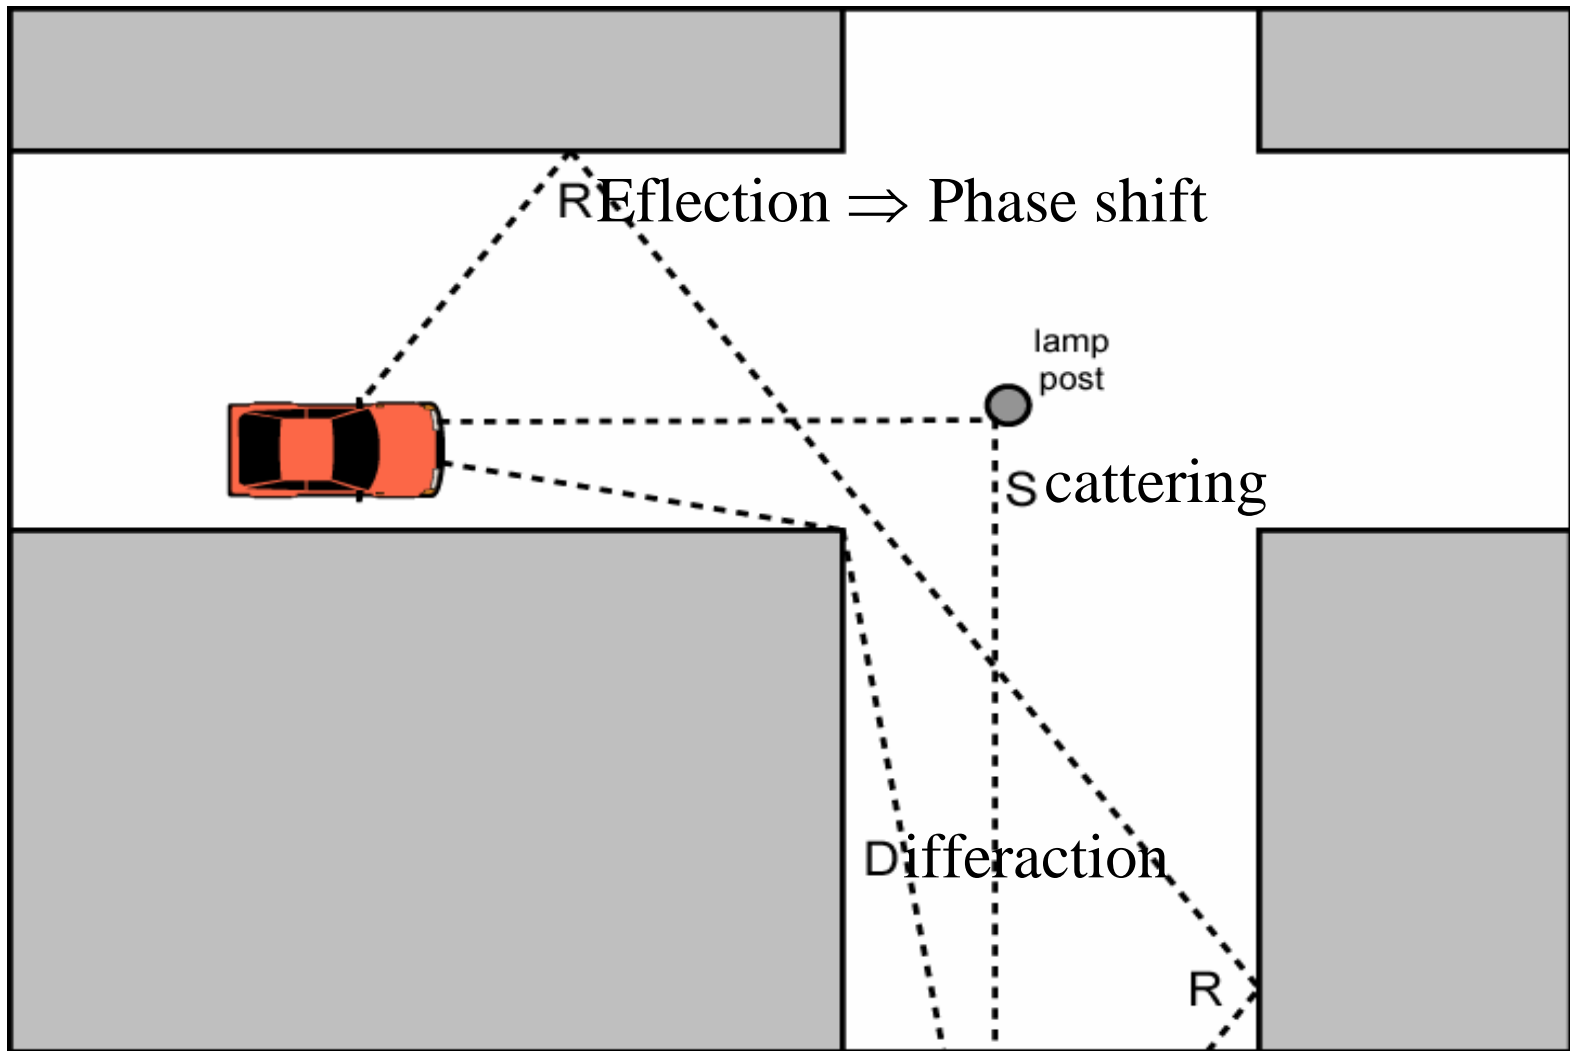 REflection ⇒ Phase shift
lamp
post
Scattering
Differaction
R